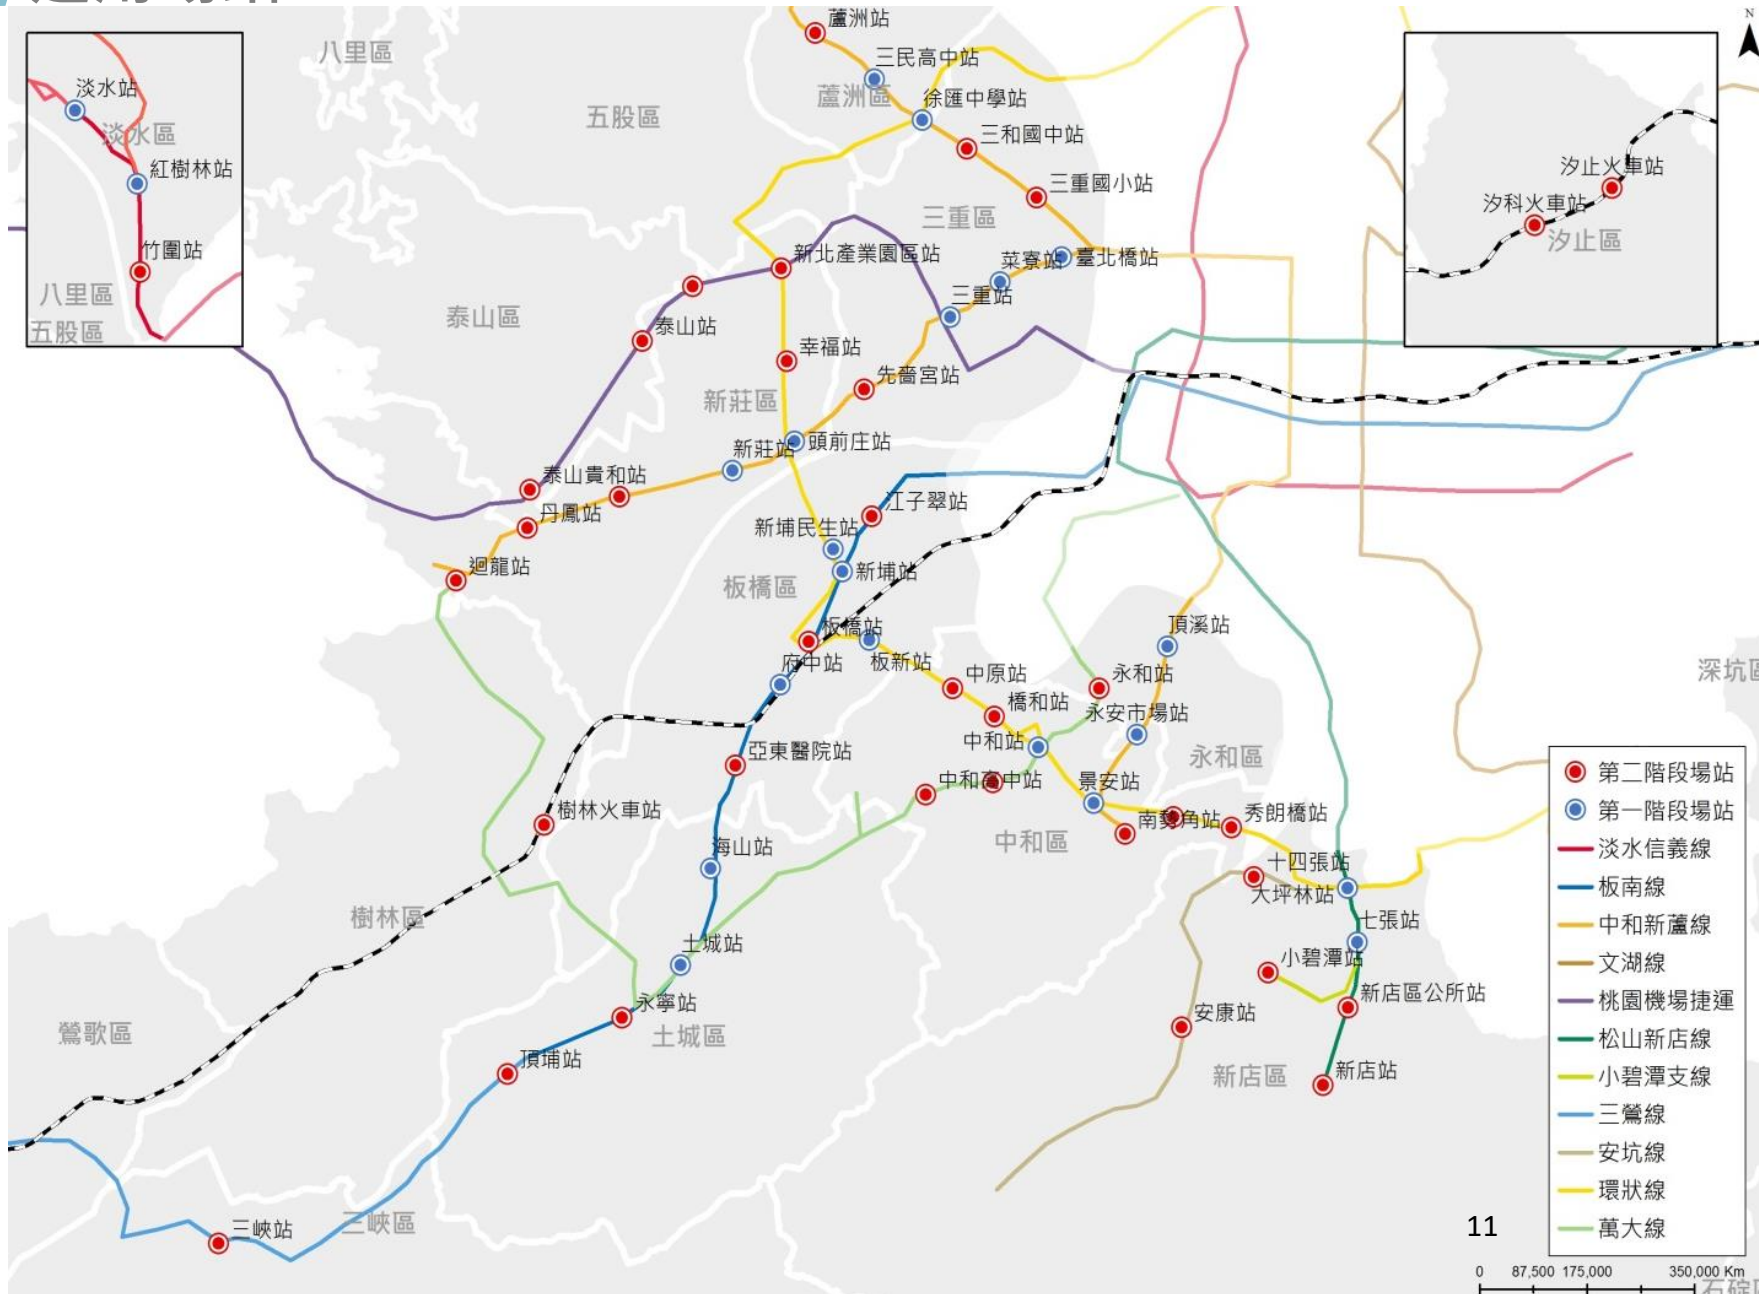 淡水站
淡水區
紅樹林站
竹圍站
八里區
五股區
八里區
五股區
蘆洲站
三民高中站
蘆洲區
徐匯中學站
三和國中站
三重國小站
三重區
菜寮站
臺北橋站
三重站
新北產業園區站
泰山區
泰山站
幸福站
先嗇宮站
新莊區
新莊站
頭前庄站
泰山貴和站
丹鳳站
迴龍站
江子翠站
新埔民生站
新埔站
板橋區
板橋站
府中站
板新站
中原站
橋和站
中和站
頂溪站
永和站
永安市場站
永和區
亞東醫院站
中和高中站
景安站
南勢角站
秀朗橋站
中和區
樹林火車站
海山站
樹林區
十四張站
大坪林站
七張站
小碧潭站
新店區公所站
安康站
新店區
新店站
土城站
永寧站
土城區
頂埔站
鶯歌區
三峽站
三峽區
汐止火車站
汐科火車站
汐止區
N
第二階段場站
第一階段場站
淡水信義線
板南線
中和新蘆線
文湖線
桃園機場捷運
松山新店線
小碧潭支線
三鶯線
安坑線
環狀線
萬大線
11
0 87,500 175,000 350,000 Km